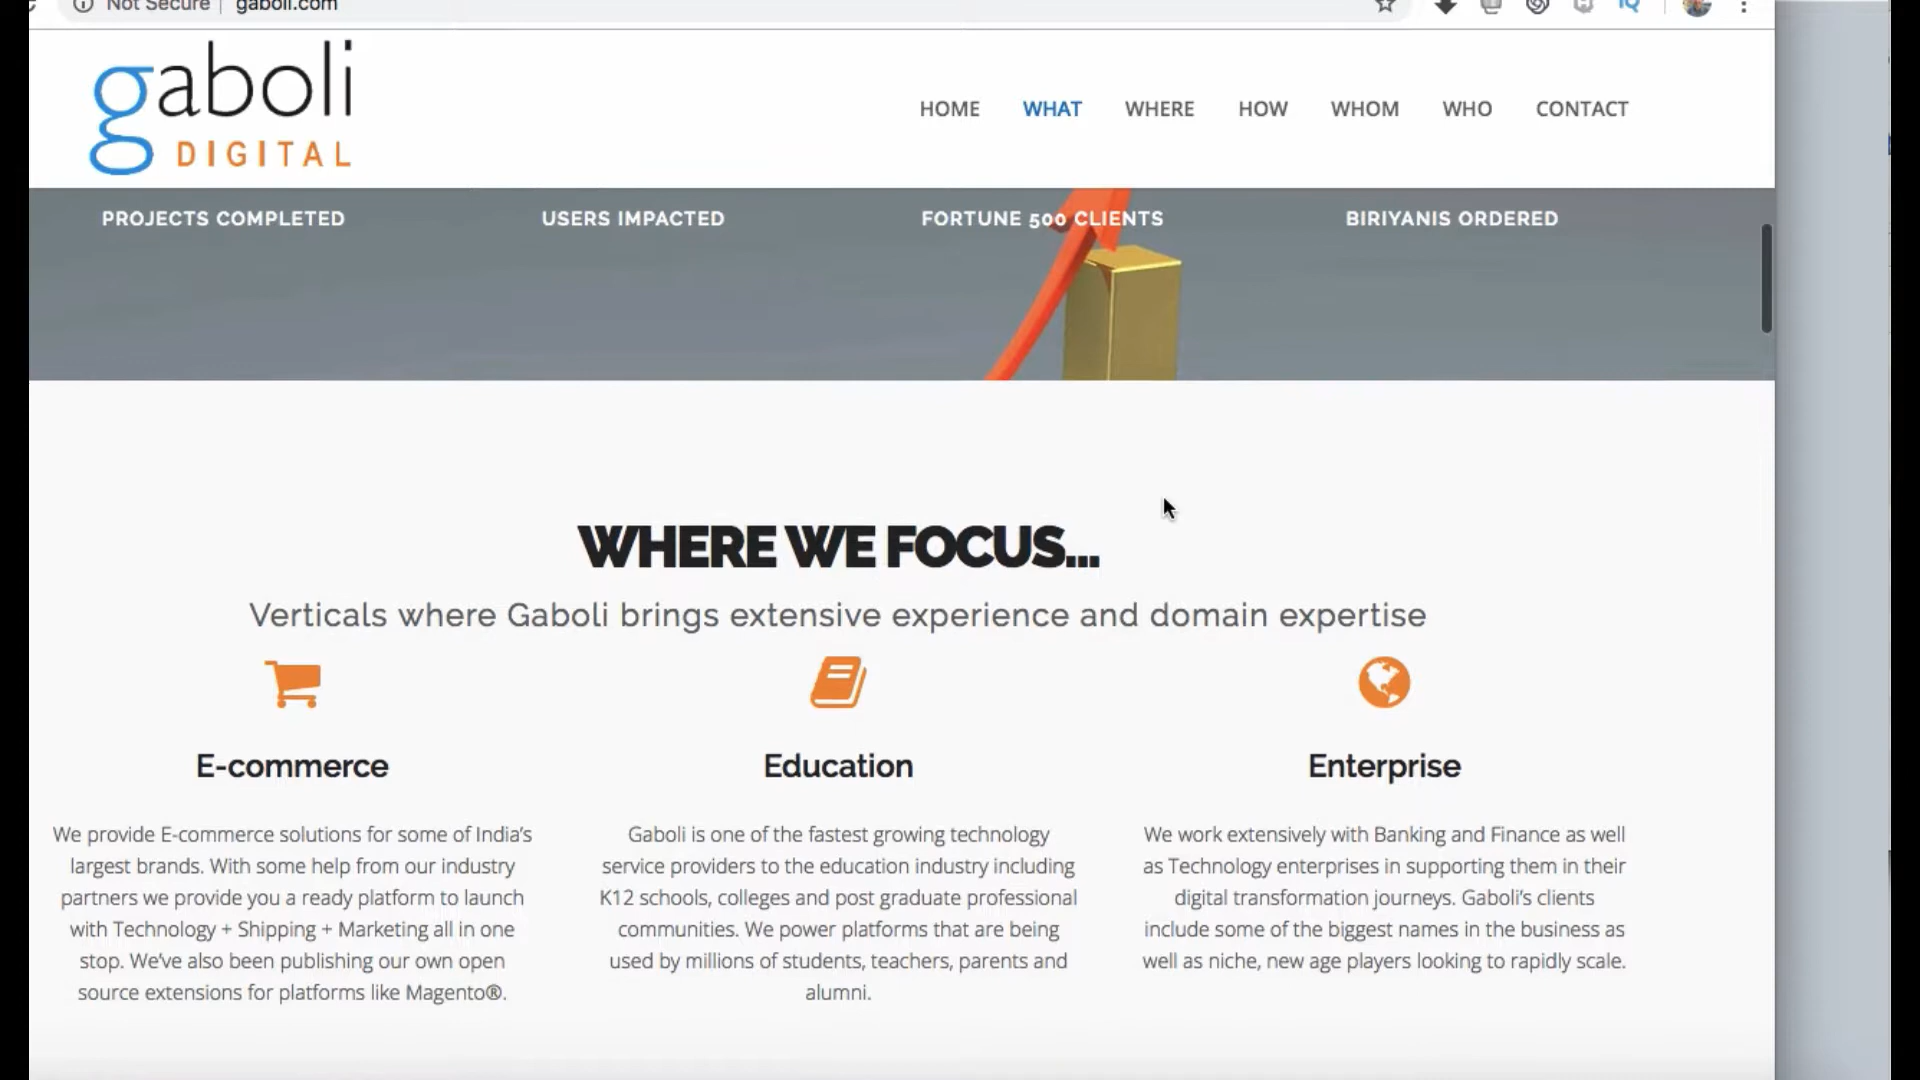 Not Secure | gaboli.com
gaboli
DIGITAL
HOME WHAT WHERE HOW WHOM WHO CONTACT
PROJECTS COMPLETED USERS IMPACTED FORTUNE 500 CLIENTS BIRIYANIS ORDERED
WHERE WE FOCUS...
Verticals where Gaboli brings extensive experience and domain expertise
E-commerce
We provide E-commerce solutions for some of India’s
largest brands. With some help from our industry
partners we provide you a ready platform to launch
with Technology + Shipping + Marketing all in one
stop. We’ve also been publishing our own open
source extensions for platforms like Magento®.
Education
Gaboli is one of the fastest growing technology
service providers to the education industry including
K12 schools, colleges and post graduate professional
communities. We power platforms that are being
used by millions of students, teachers, parents and
alumni.
Enterprise
We work extensively with Banking and Finance as well
as Technology enterprises in supporting them in their
digital transformation journeys. Gaboli’s clients
include some of the biggest names in the business as
well as niche, new age players looking to rapidly scale.